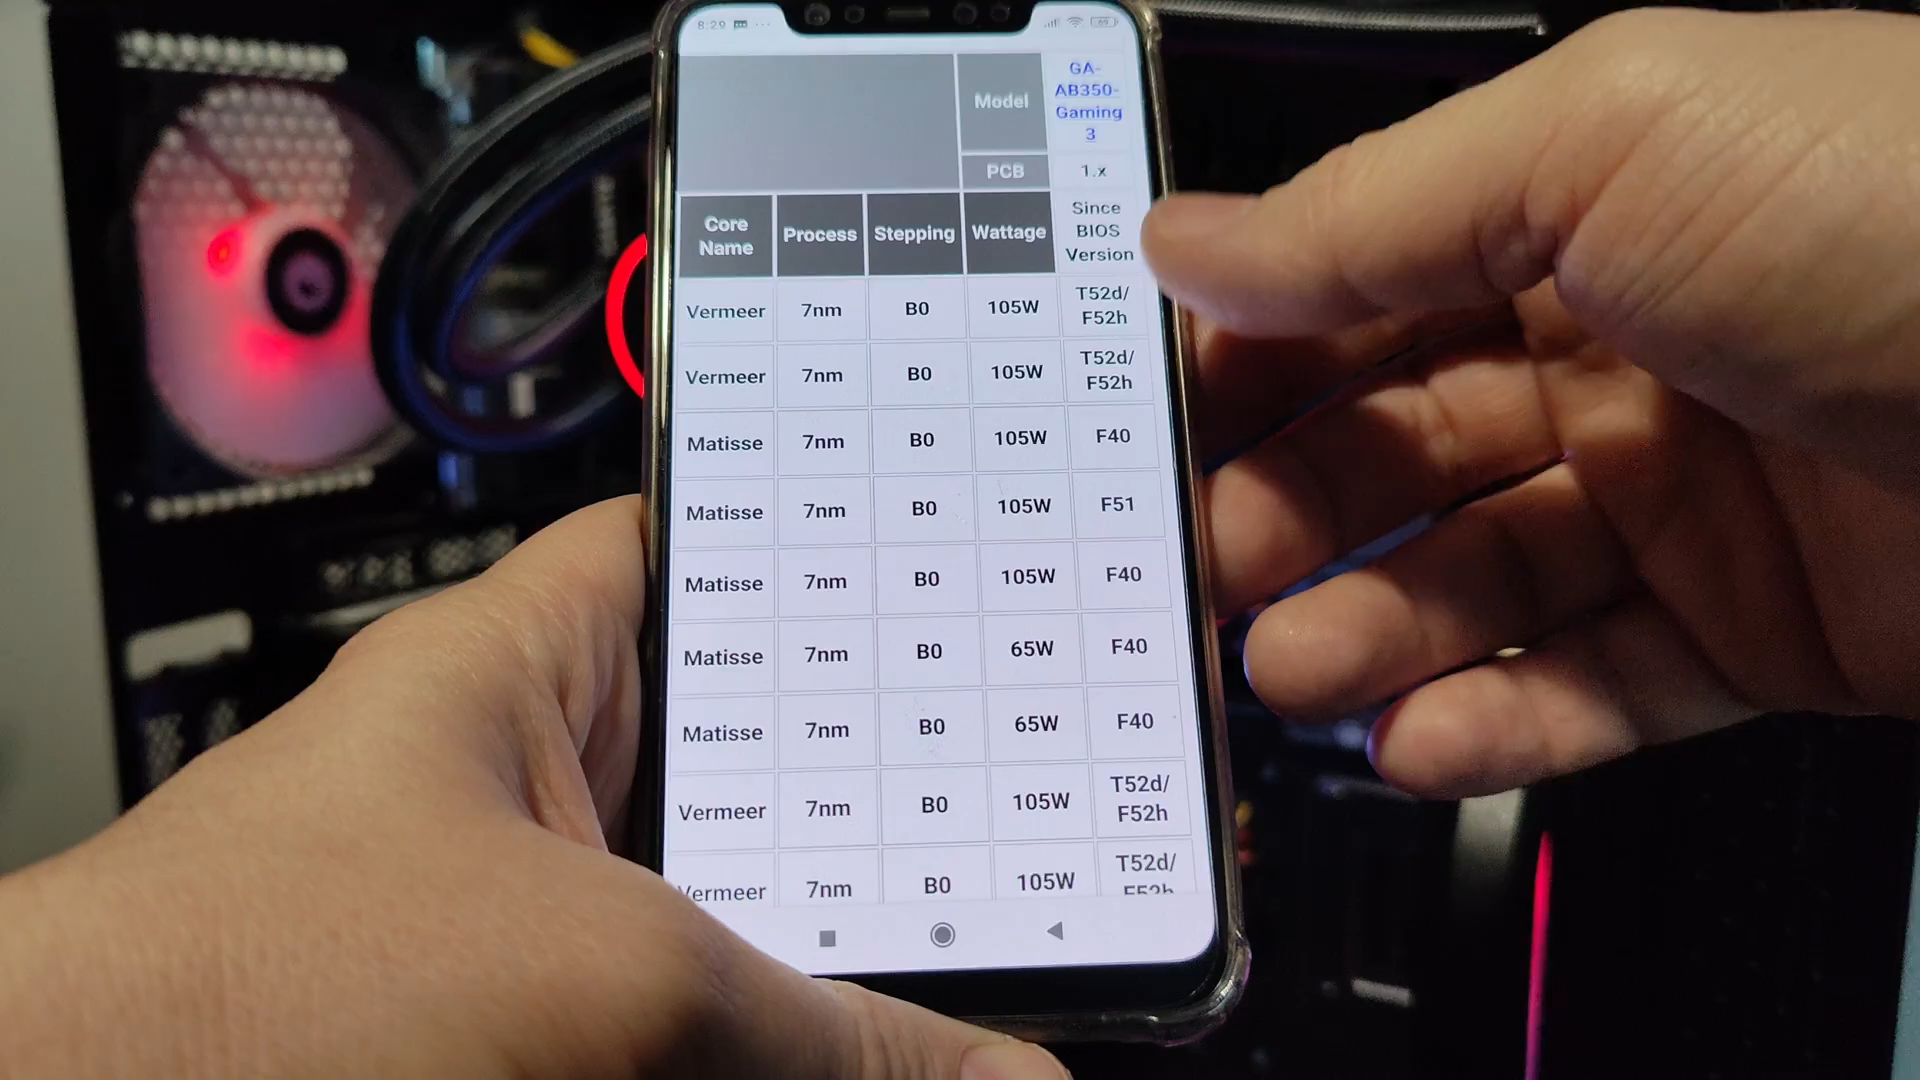 8:29
69
Model
GA-
AB350-
Gaming
3
PCB
1.x
Core
Name
Process
Stepping
Wattage
Since
BIOS
Version
Vermeer 7nm B0 105W T52d/
F52h
Vermeer 7nm B0 105W T52d/
F52h
Matisse 7nm B0 105W F40
Matisse 7nm B0 105W F51
Matisse 7nm B0 105W F40
Matisse 7nm B0 65W F40
Matisse 7nm B0 65W F40
Vermeer 7nm B0 105W T52d/
F52h
Vermeer 7nm B0 105W T52d/
F52h